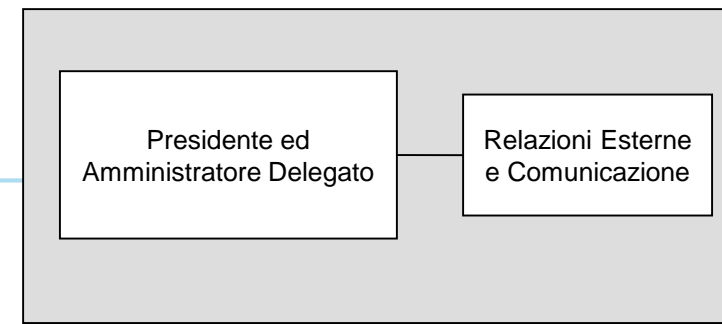 Presidente ed
Amministratore Delegato
Relazioni Esterne
e Comunicazione